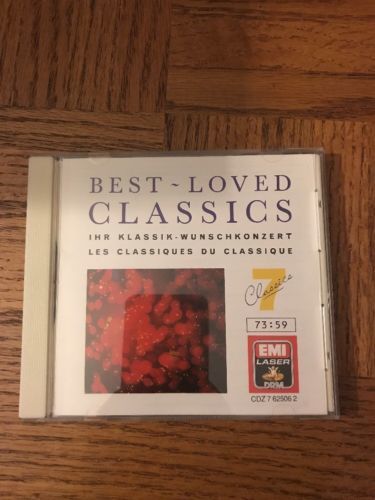 BEST ~ LOVED
CLASSICS
IHR KLASSIK-WUNSCHKONZERT
LES CLASSIQUES DU CLASSIQUE
7
Classics
73:59
EMI
LASER
DRM
CDZ 7 62506 2